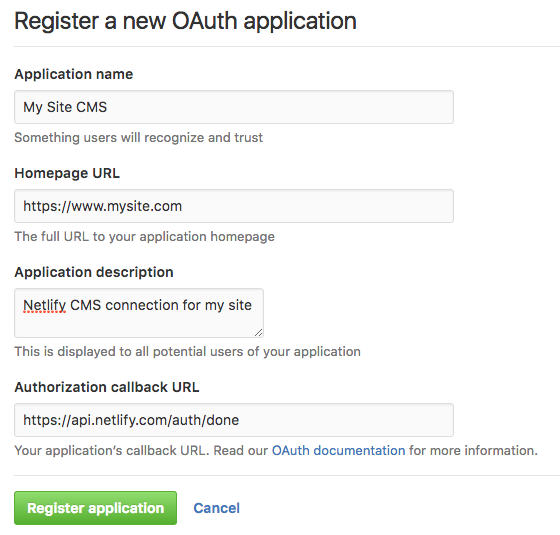 Register a new OAuth application
Application name
My Site CMS
Something users will recognize and trust
Homepage URL
https://www.mysite.com
The full URL to your application homepage
Application description
Netlify CMS connection for my site
This is displayed to all potential users of your application
Authorization callback URL
https://api.netlify.com/auth/done
Your application's callback URL. Read our OAuth documentation for more information.
Register application Cancel